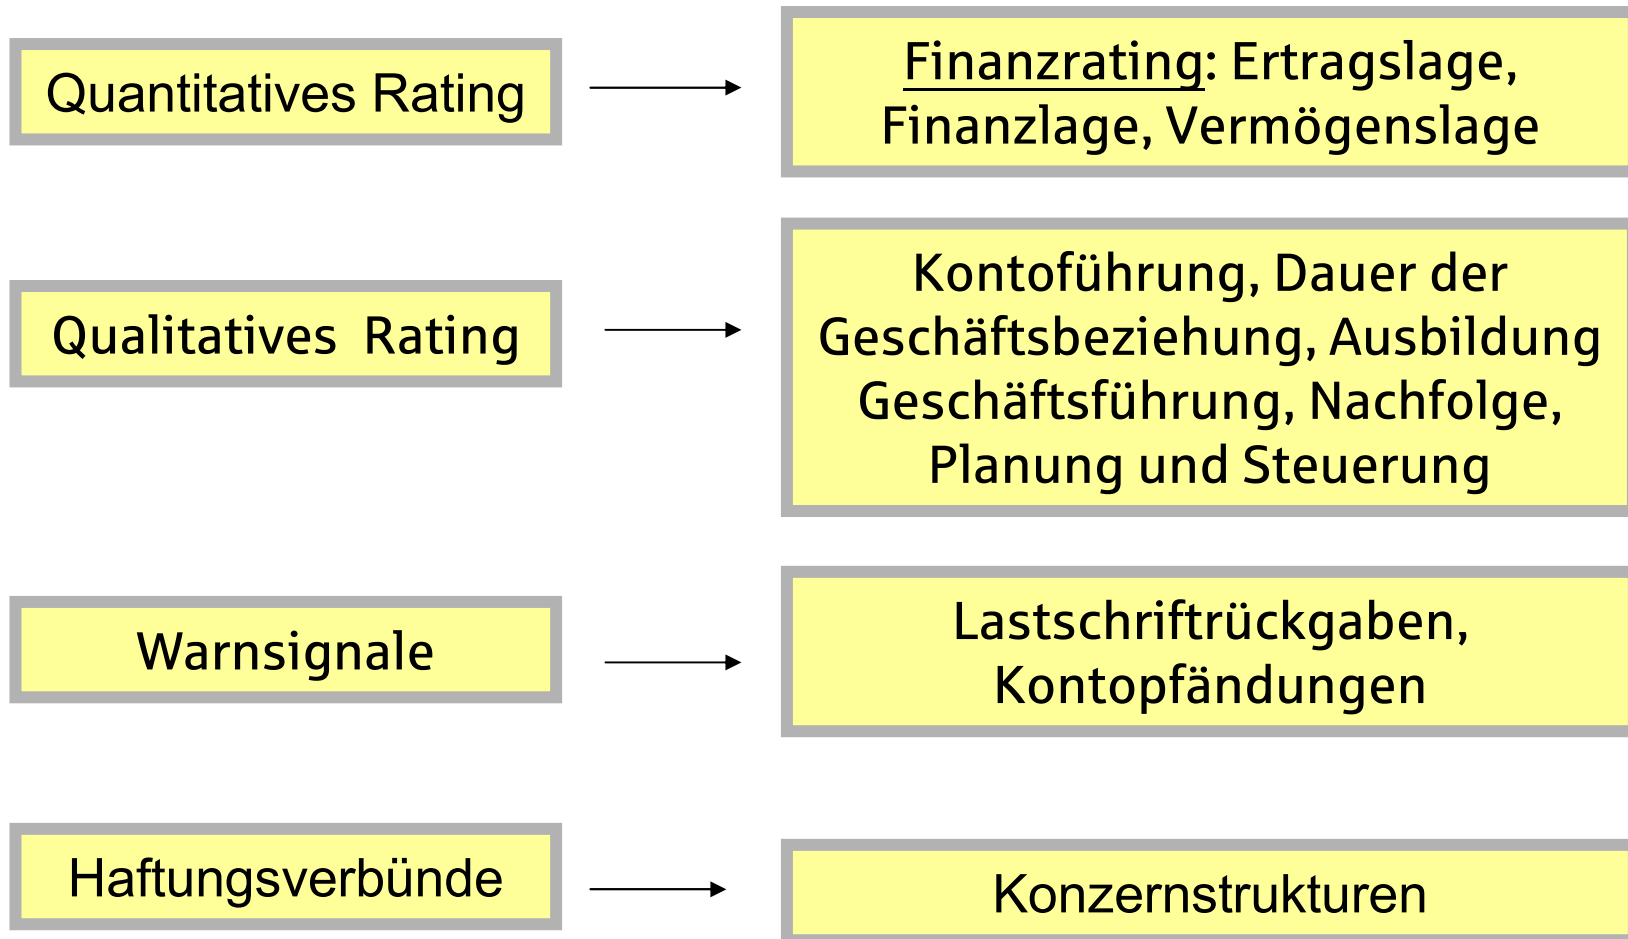 Quantitatives Rating
Finanzrating: Ertragslage,
Finanzlage, Vermögenslage
Qualitatives Rating
Kontoführung, Dauer der
Geschäftsbeziehung, Ausbildung
Geschäftsführung, Nachfolge,
Planung und Steuerung
Warnsignale
Lastschriftrückgaben,
Kontopfändungen
Haftungsverbünde
Konzernstrukturen